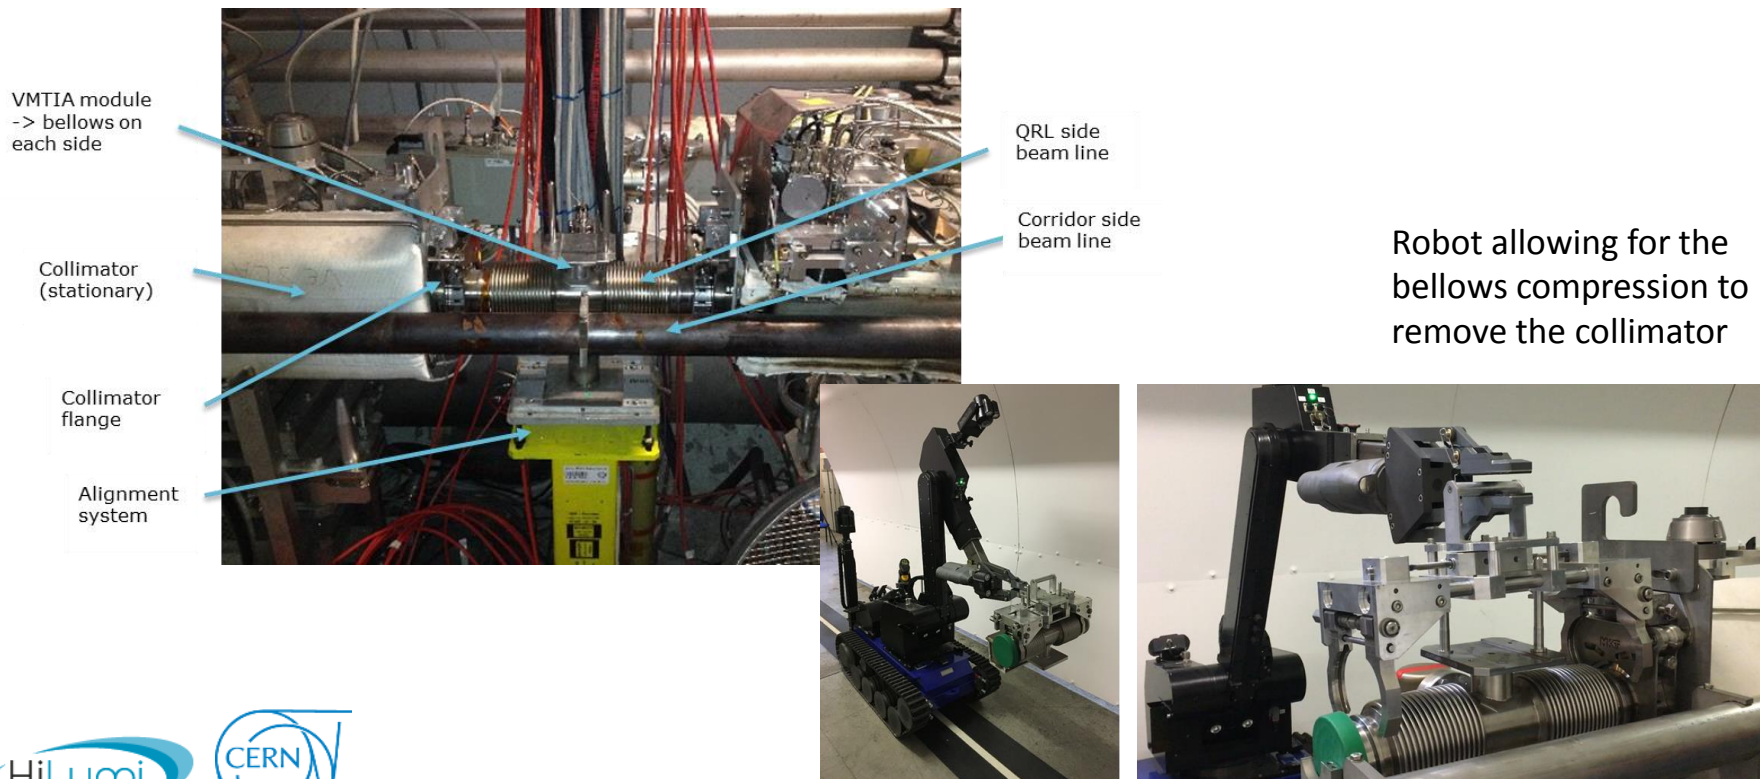 VMTIA module
-> bellows on
each side
Collimator
(stationary)
Collimator
flange
Alignment
system
QRL side
beam line
Corridor side
beam line
Robot allowing for the
bellows compression to
remove the collimator
HiLumi
CERN